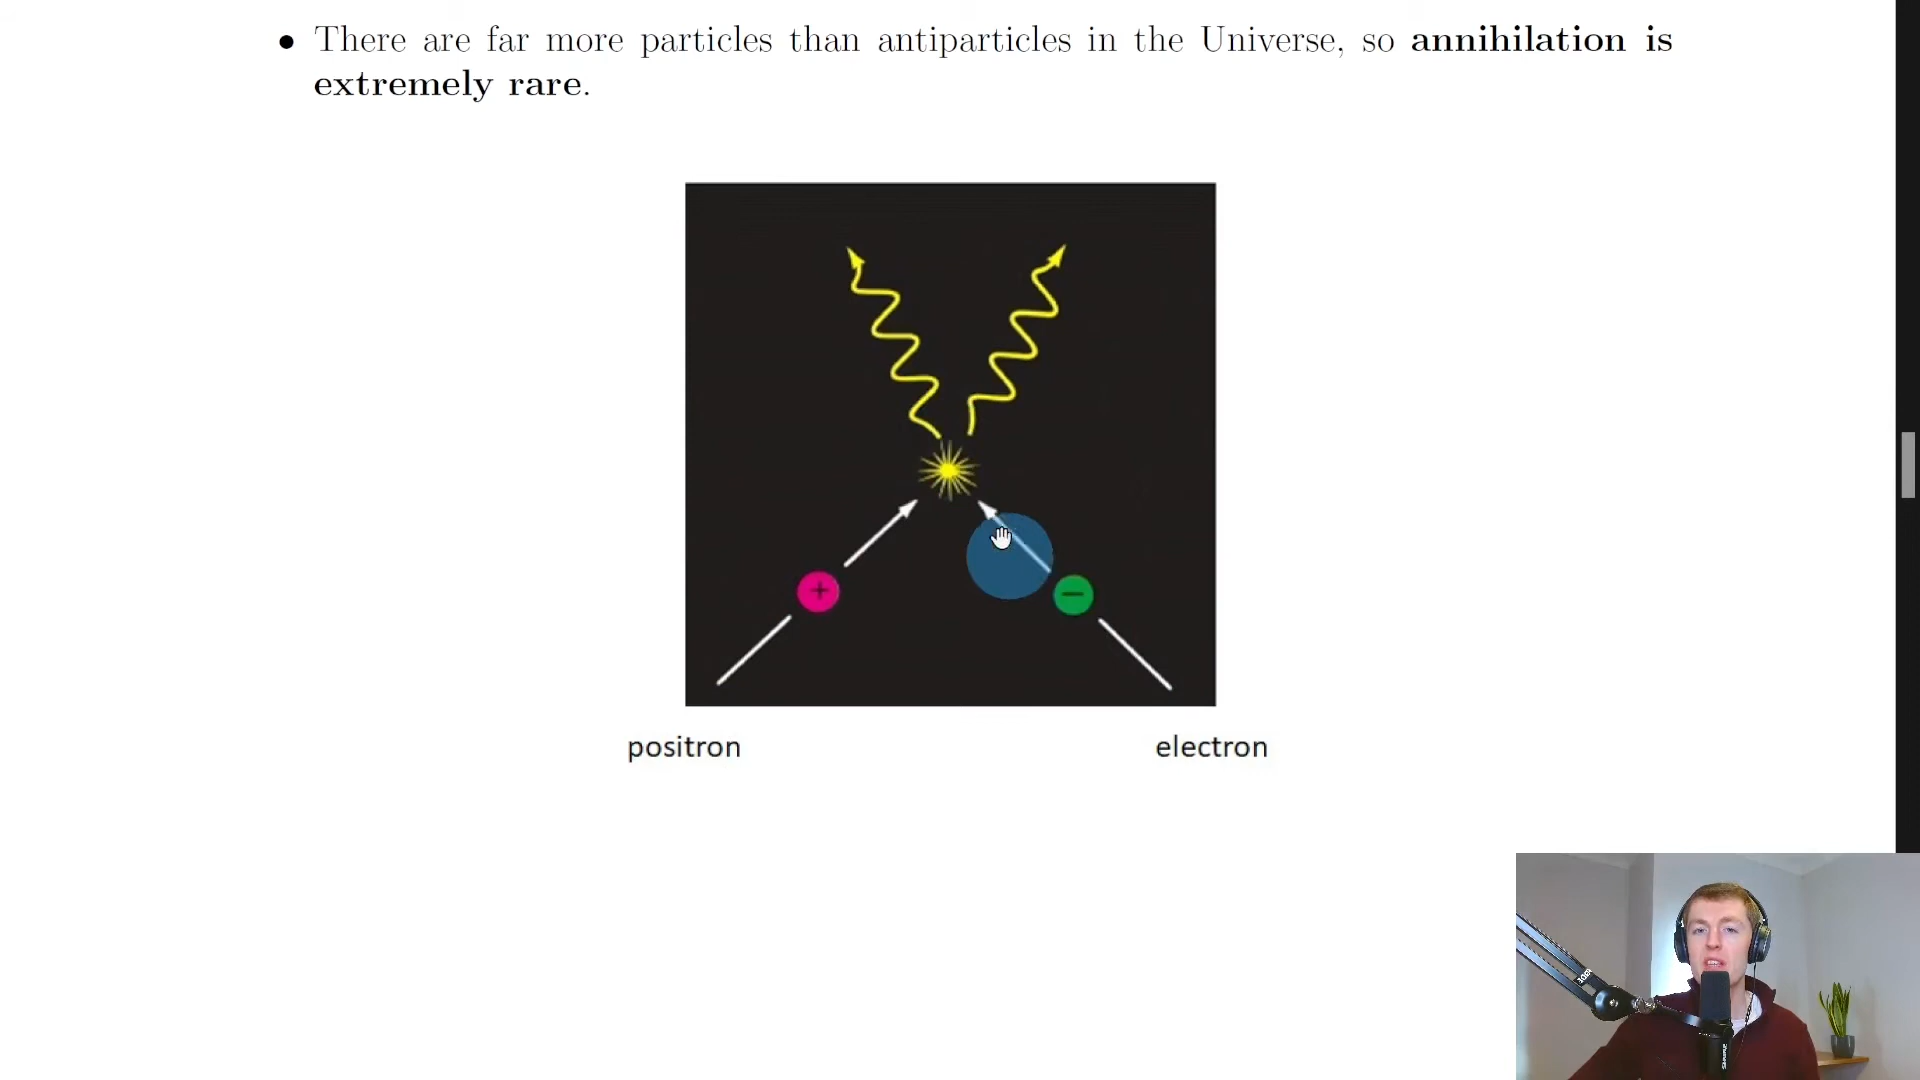 • There are far more particles than antiparticles in the Universe, so annihilation is
extremely rare.
+
−
positron electron